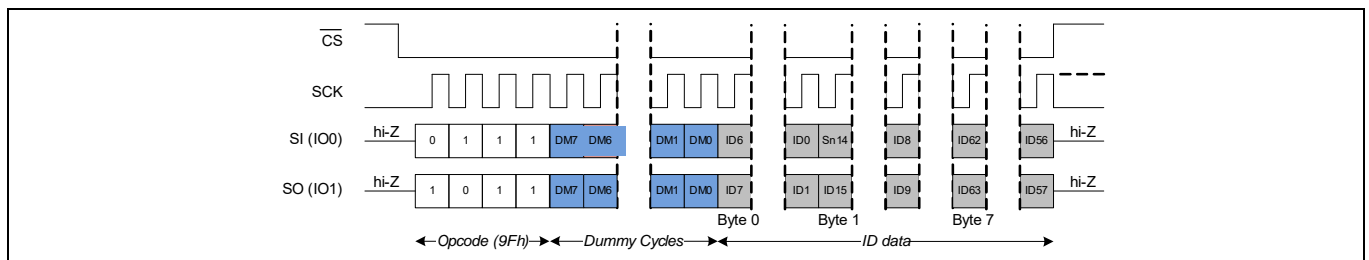 CS
SCK
SI (IO0) hi-Z 0 1 1 1 DM7 DM6 DM1 DM0 ID6 ID0 Sn14 ID8 ID62 ID56 hi-Z
SO (IO1) hi-Z 1 0 1 1 DM7 DM6 DM1 DM0 ID7 ID1 ID15 ID9 ID63 ID57 hi-Z
Byte 0 Byte 1 Byte 7
Opcode (9Fh) Dummy Cycles ID data